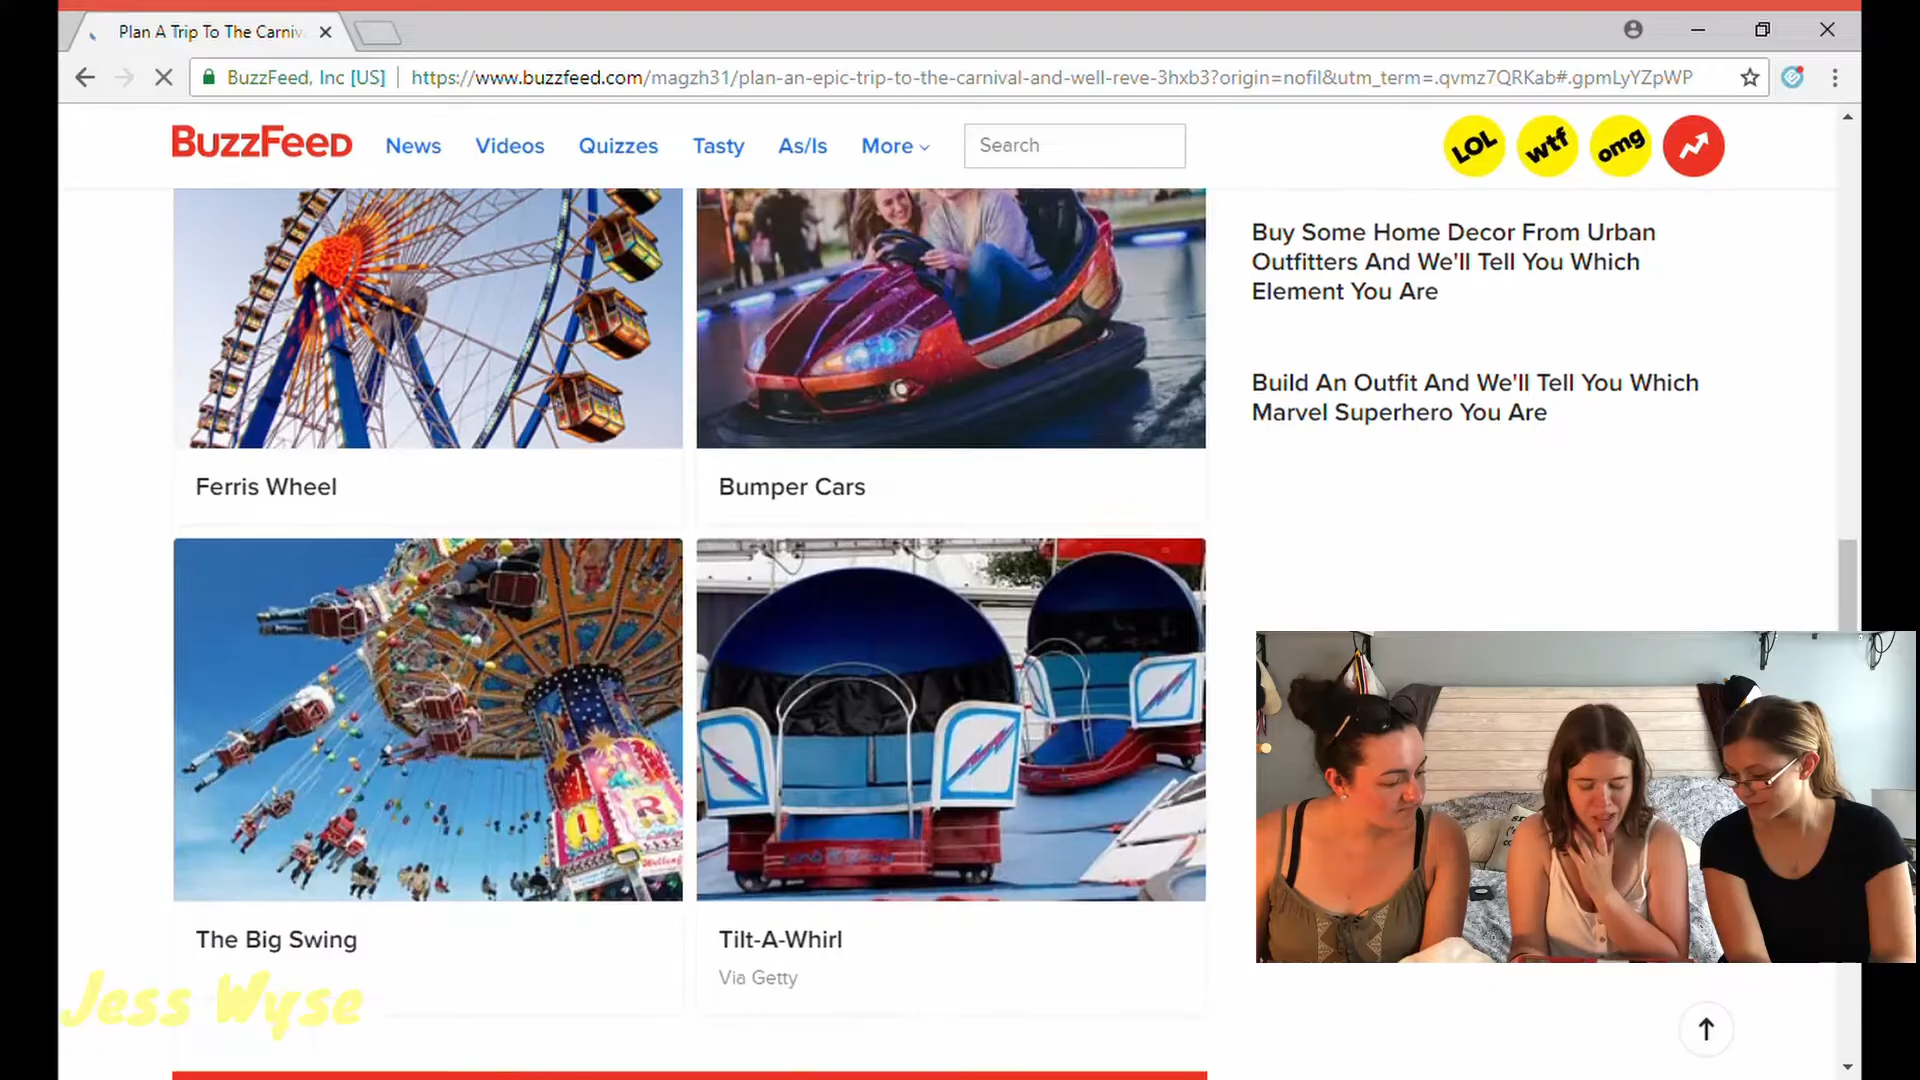 Plan A Trip To The Carniv
BuzzFeed, Inc [US]
https://www.buzzfeed.com/magzh31/plan-an-epic-trip-to-the-carnival-and-well-reve-3hxb3?origin=nofil&utm_term=.qvmz7QRKab#.gpmLyYZpWP
BuzzFeed News Videos Quizzes Tasty As/Is More Search LOL wtf omg
Buy Some Home Decor From Urban
Outfitters And We'll Tell You Which
Element You Are
Build An Outfit And We'll Tell You Which
Marvel Superhero You Are
Ferris Wheel
Bumper Cars
The Big Swing
Tilt-A-Whirl
Via Getty
Jess Wyse